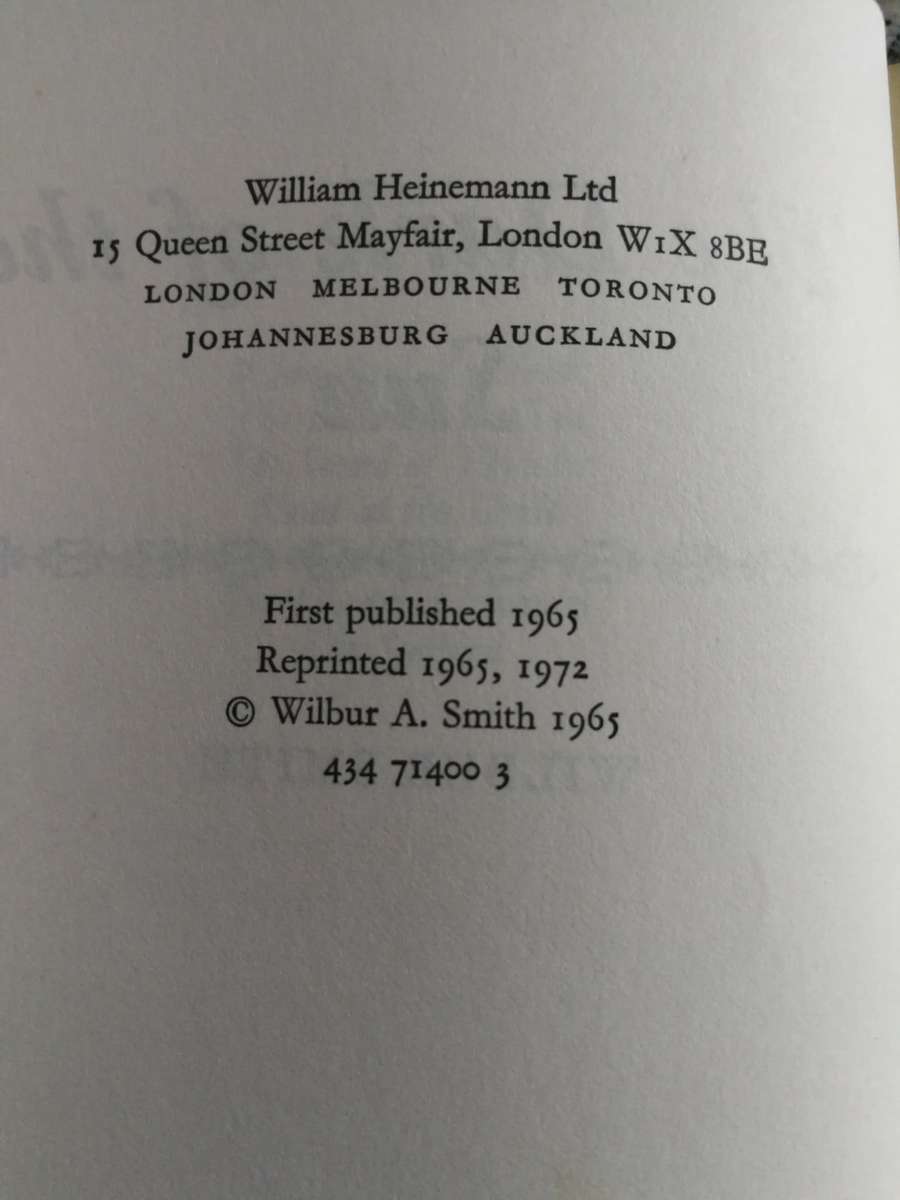 William Heinemann Ltd
15 Queen Street Mayfair, London W1X 8BE
LONDON MELBOURNE TORONTO
JOHANNESBURG AUCKLAND
First published 1965
Reprinted 1965, 1972
© Wilbur A. Smith 1965
434 71400 3